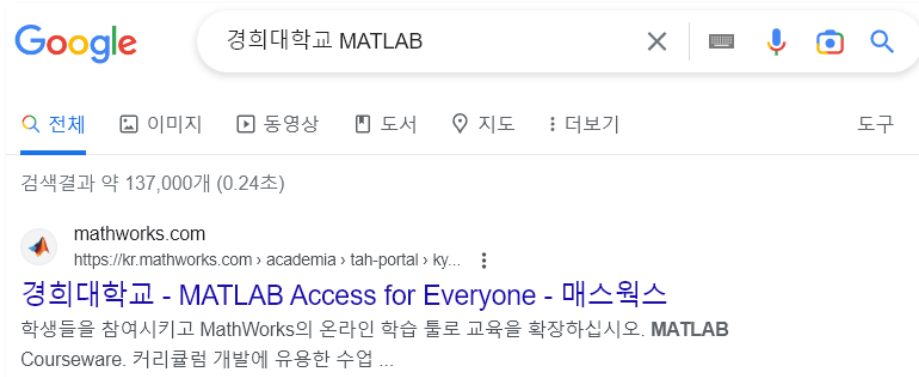 Google
경희대학교 MATLAB
전체 이미지 동영상 도서 지도 더보기 도구
검색결과 약 137,000개 (0.24초)
mathworks.com
https://kr.mathworks.com › academia › tah-portal › ky...
경희대학교 - MATLAB Access for Everyone - 매스웍스
학생들을 참여시키고 MathWorks의 온라인 학습 툴로 교육을 확장하십시오. MATLAB
Courseware. 커리큘럼 개발에 유용한 수업 ...